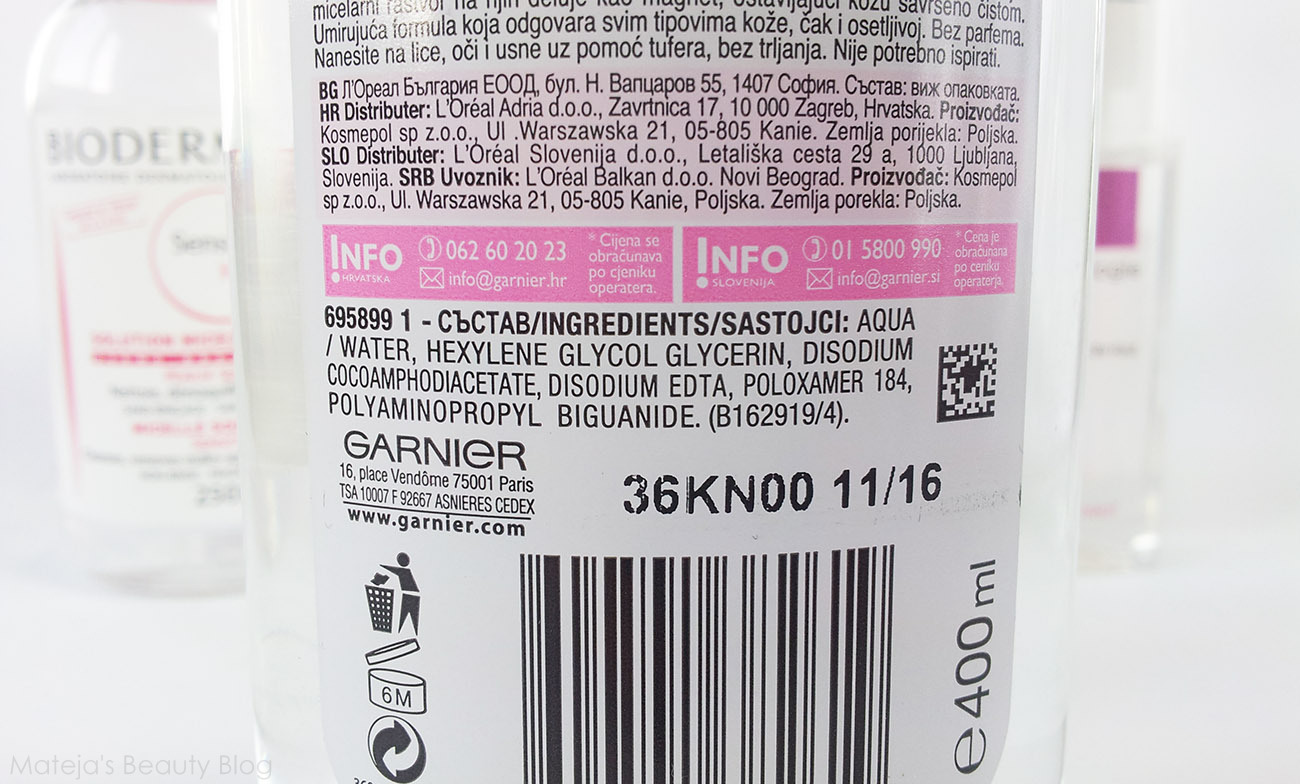 micelarni rastvor na njih deluje kao magnet, ostavljajući kožu savršeno čistom.
Umirujuća formula koja odgovara svim tipovima kože, čak i osetljivoj. Bez parfema.
Nanesite na lice, oči i usne uz pomoć tufera, bez trljanja. Nije potrebno ispirati.
BG Л'Ореал България ЕООД, бул. Н. Вапцаров 55, 1407 София. Състав: виж опаковката.
HR Distributer: L'Oréal Adria d.o.o., Zavrtnica 17, 10 000 Zagreb, Hrvatska. Proizvođač:
Kosmepol sp z.o.o., Ul .Warszawska 21, 05-805 Kanie. Zemlja porijekla: Poljska.
SLO Distributer: L'Oréal Slovenija d.o.o., Letališka cesta 29 a, 1000 Ljubljana,
Slovenija. SRB Uvoznik: L'Oréal Balkan d.o.o. Novi Beograd. Proizvođač: Kosmepol
sp z.o.o., Ul. Warszawska 21, 05-805 Kanie, Poljska. Zemlja porekla: Poljska.
INFO
HRVATSKA
062 60 20 23
info@garnier.hr
* Cijena se
obračunava
po cjeniku
operatera.
INFO
SLOVENIJA
01 5800 990
info@garnier.si
* Cena je
obračunana
po ceniku
operaterja.
695899 1 - СЪСТАВ/INGREDIENTS/SASTOJCI: AQUA
/ WATER, HEXYLENE GLYCOL GLYCERIN, DISODIUM
COCOAMPHODIACETATE, DISODIUM EDTA, POLOXAMER 184,
POLYAMINOPROPYL BIGUANIDE. (B162919/4).
GARNIER
16, place Vendôme 75001 Paris
TSA 10007 F 92667 ASNIERES CEDEX
www.garnier.com
36KN00 11/16
6M
e 400 ml
BIODERM
Sens
SOLUTION MICEL
Mateja's Beauty Blog